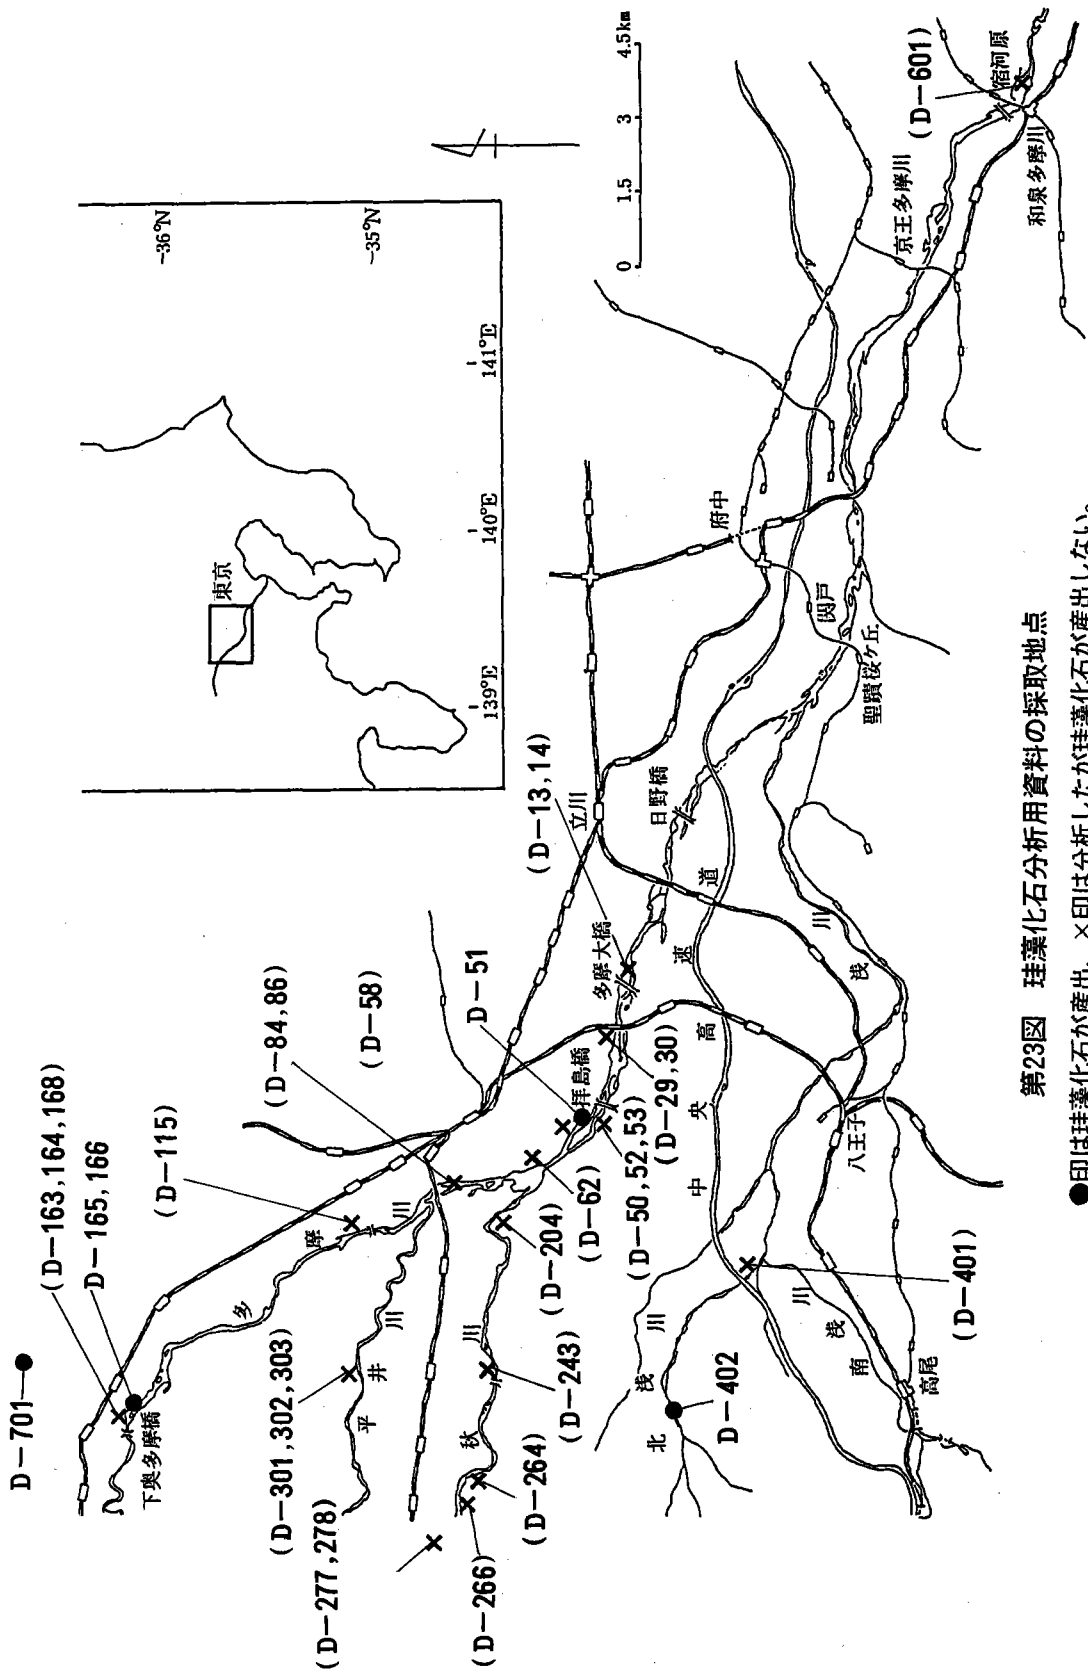 D−701
(D−163,164,168)
D−165,166
(D−115)
(D−84,86)
(D−58)
D−51
(D−13,14)
(D−301,302,303)
(D−277,278)
(D−266)
(D−264)
(D−243)
(D−204)
(D−62)
(D−50,52,53)
(D−29,30)
D−402
(D−401)
(D−601)
下奥多摩橋
多摩川
平井川
秋川
北浅川
南浅川
浅川
中央高速道
高尾
八王子
拝島橋
多摩大橋
立川
日野橋
聖蹟桜ケ丘
関戸
府中
京王多摩川
和泉多摩川
宿河原
東京
139°E
140°E
141°E
−36°N
−35°N
0 1.5 3 4.5km
第23図 珪藻化石分析用資料の採取地点
●印は珪藻化石が産出、×印は分析したが珪藻化石が産出しない。